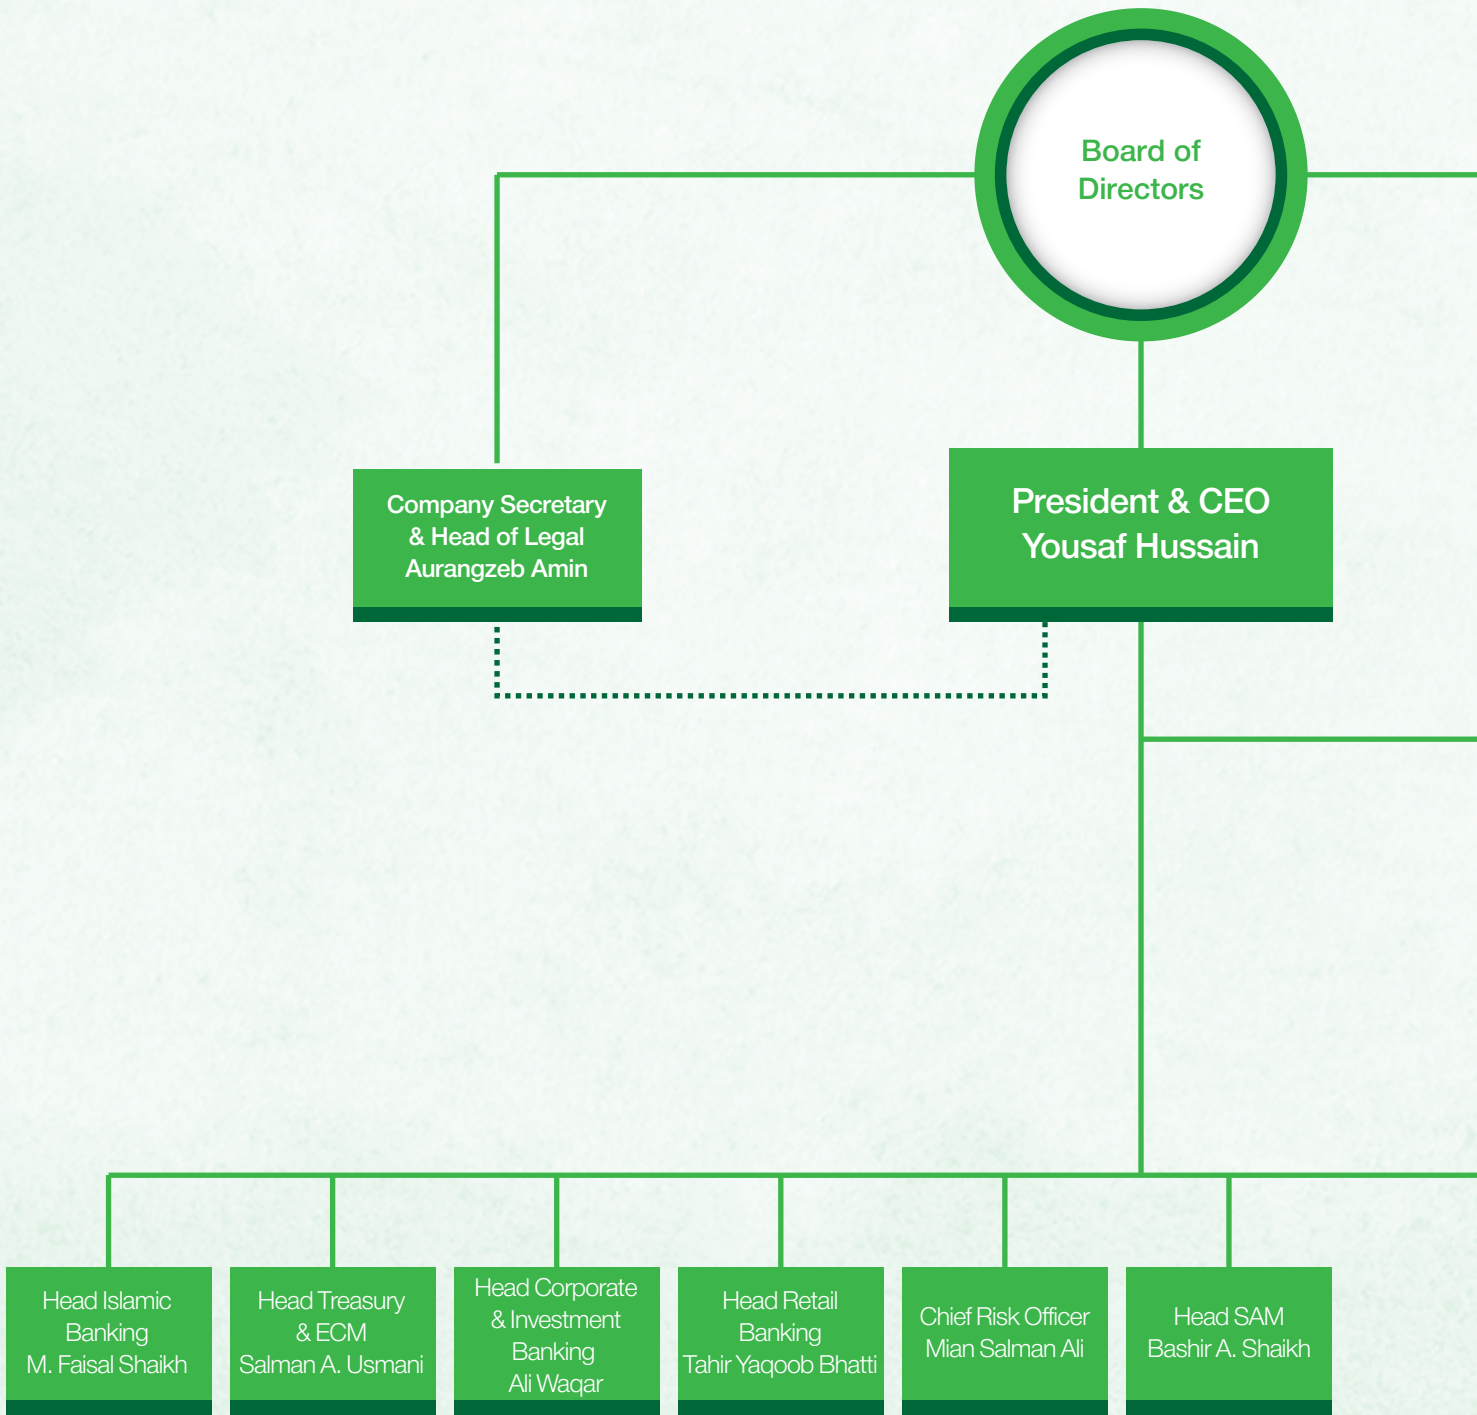 Board of
Directors
Company Secretary
& Head of Legal
Aurangzeb Amin
President & CEO
Yousaf Hussain
Head Islamic
Banking
M. Faisal Shaikh
Head Treasury
& ECM
Salman A. Usmani
Head Corporate
& Investment
Banking
Ali Waqar
Head Retail
Banking
Tahir Yaqoob Bhatti
Chief Risk Officer
Mian Salman Ali
Head SAM
Bashir A. Shaikh